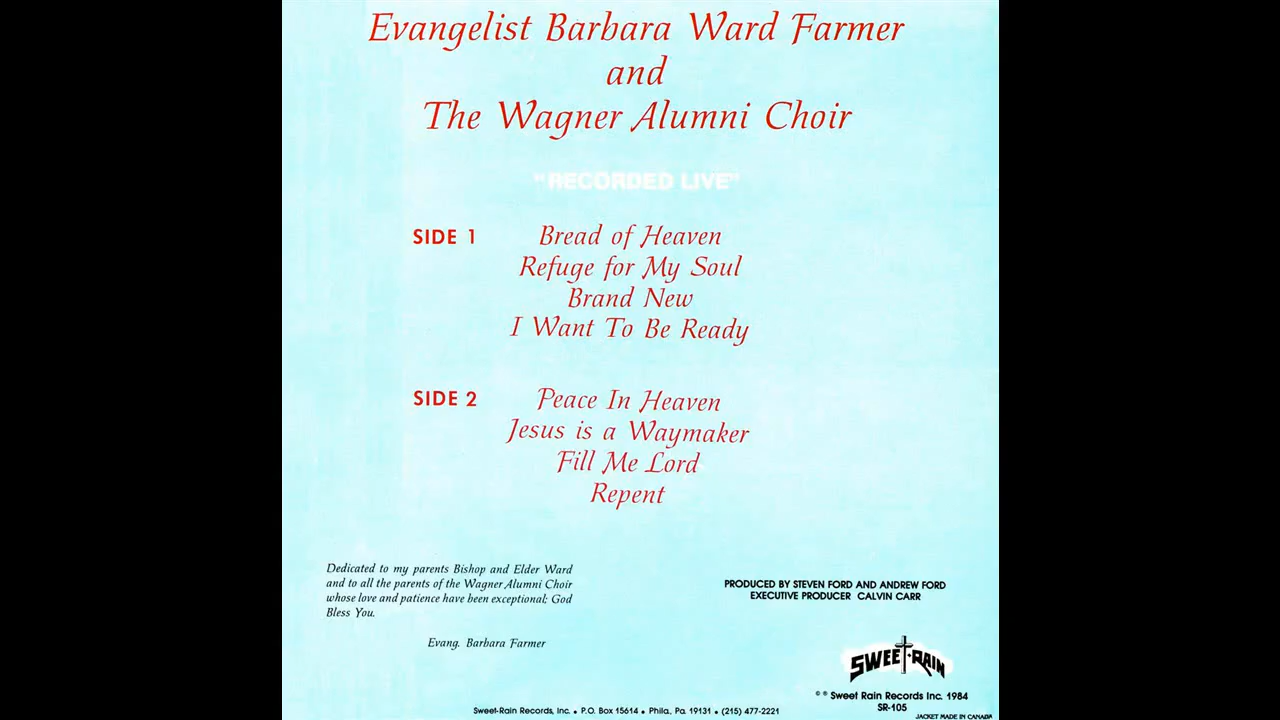 Evangelist Barbara Ward Farmer
and
The Wagner Alumni Choir
"RECORDED LIVE"
SIDE 1 Bread of Heaven
Refuge for My Soul
Brand New
I Want To Be Ready
SIDE 2 Peace In Heaven
Jesus is a Waymaker
Fill Me Lord
Repent
Dedicated to my parents Bishop and Elder Ward
and to all the parents of the Wagner Alumni Choir
whose love and patience have been exceptional; God
Bless You.
Evang. Barbara Farmer
PRODUCED BY STEVEN FORD AND ANDREW FORD
EXECUTIVE PRODUCER CALVIN CARR
SWEET RAIN
© ℗ Sweet Rain Records Inc. 1984
SR-105
Sweet-Rain Records, Inc. • P.O. Box 15614 • Phila., Pa. 19131 • (215) 477-2221
JACKET MADE IN CANADA